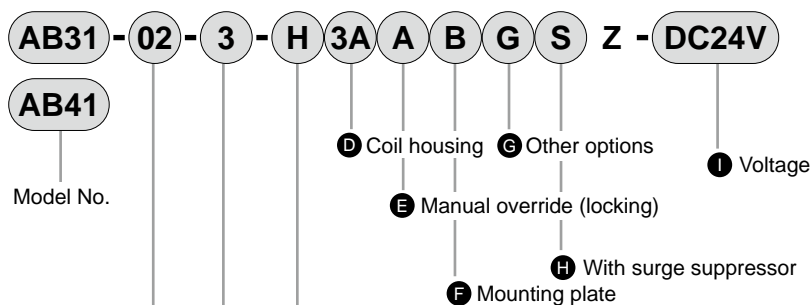 AB31 - 02 - 3 - H 3A A B G S Z - DC24V
AB41
D Coil housing G Other options
I Voltage
Model No.
E Manual override (locking)
H With surge suppressor
F Mounting plate